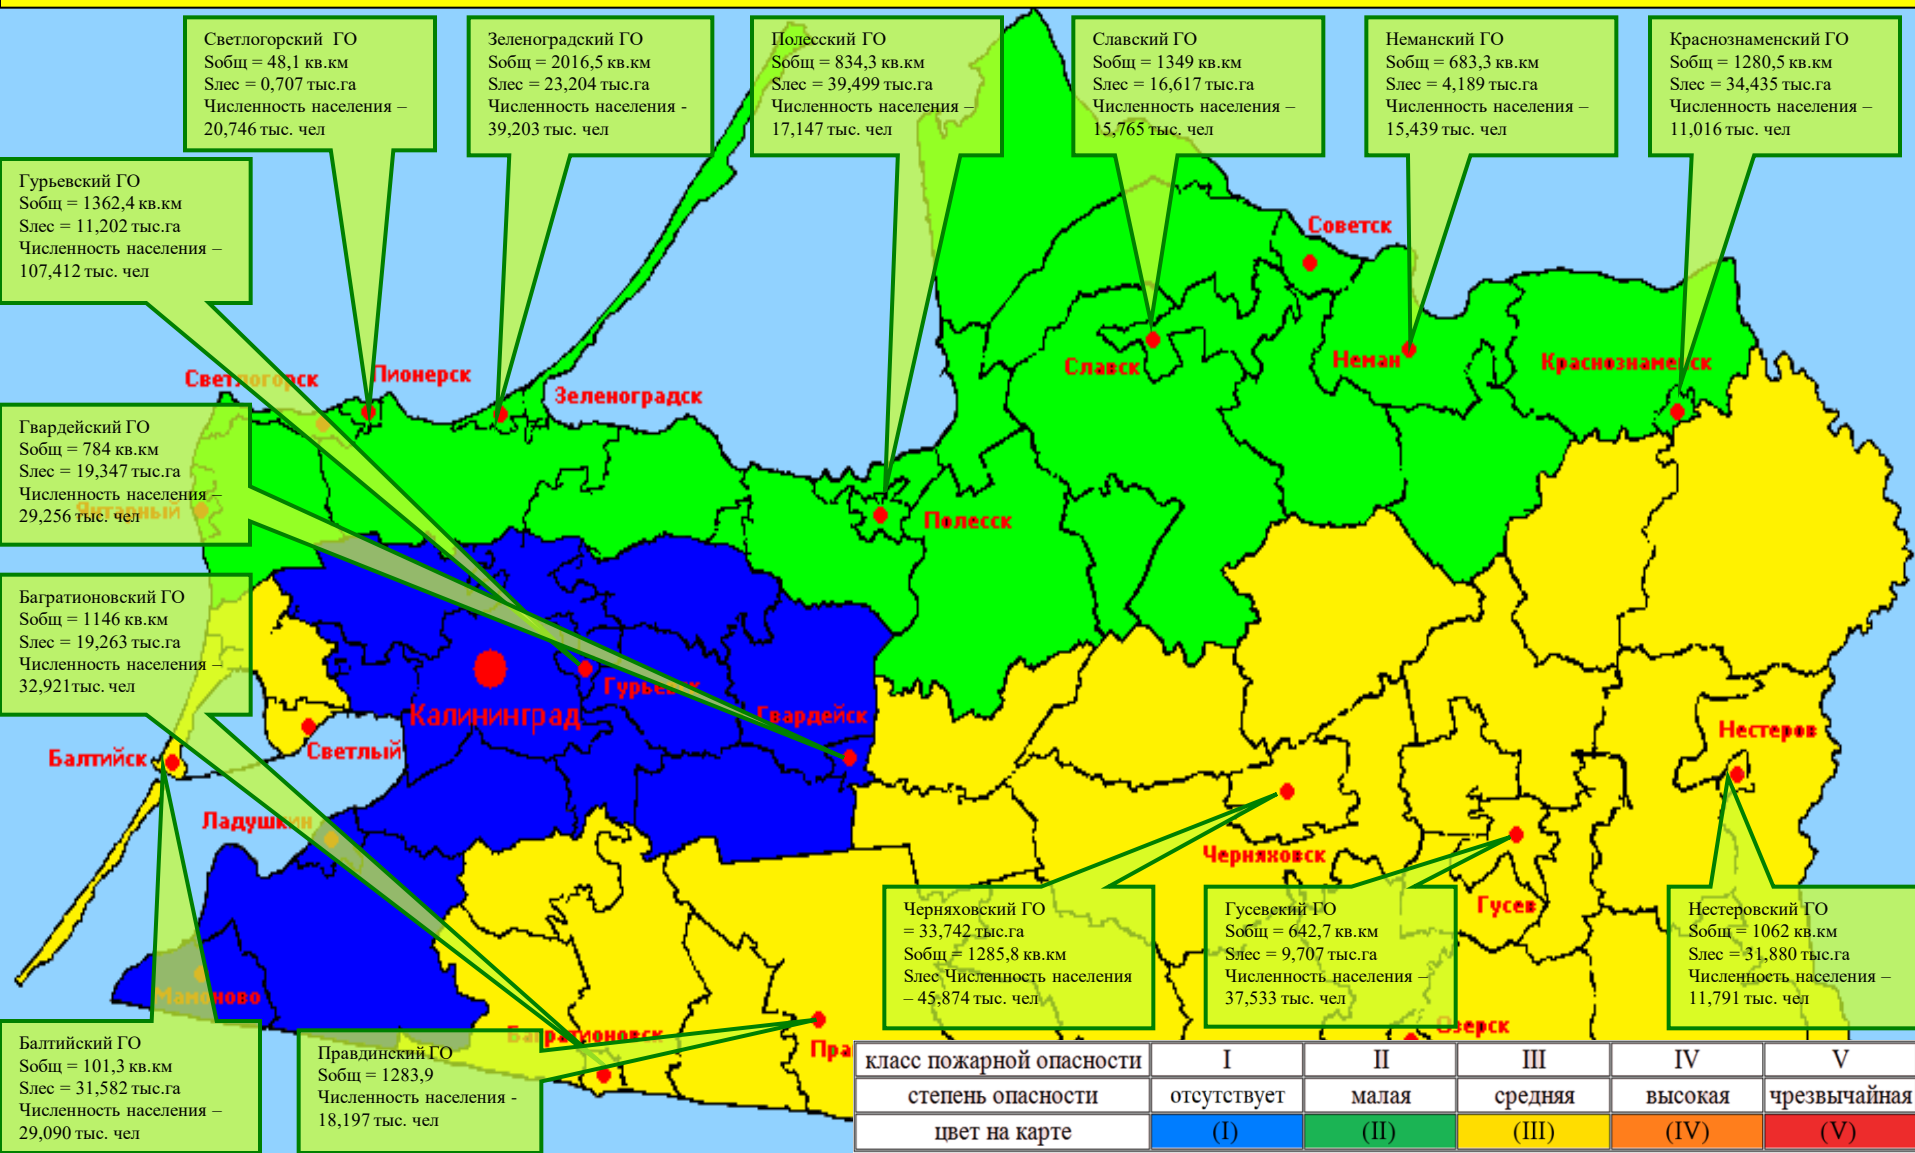 Светлогорский ГО
Sобщ = 48,1 кв.км
Sлес = 0,707 тыс.га
Численность населения –
20,746 тыс. чел
Зеленоградский ГО
Sобщ = 2016,5 кв.км
Sлес = 23,204 тыс.га
Численность населения -
39,203 тыс. чел
Полесский ГО
Sобщ = 834,3 кв.км
Sлес = 39,499 тыс.га
Численность населения –
17,147 тыс. чел
Славский ГО
Sобщ = 1349 кв.км
Sлес = 16,617 тыс.га
Численность населения –
15,765 тыс. чел
Неманский ГО
Sобщ = 683,3 кв.км
Sлес = 4,189 тыс.га
Численность населения –
15,439 тыс. чел
Краснознаменский ГО
Sобщ = 1280,5 кв.км
Sлес = 34,435 тыс.га
Численность населения –
11,016 тыс. чел
Гурьевский ГО
Sобщ = 1362,4 кв.км
Sлес = 11,202 тыс.га
Численность населения –
107,412 тыс. чел
Советск
Светлогорск
Пионерск
Зеленоградск
Славск
Неман
Краснознаменск
Гвардейский ГО
Sобщ = 784 кв.км
Sлес = 19,347 тыс.га
Численность населения –
29,256 тыс. чел
Янтарный
Полесск
Багратионовский ГО
Sобщ = 1146 кв.км
Sлес = 19,263 тыс.га
Численность населения –
32,921тыс. чел
Гурьевск
Калининград
Гвардейск
Нестеров
Балтийск
Светлый
Ладушкин
Черняховск
Гусев
Мамоново
Черняховский ГО
= 33,742 тыс.га
Sобщ = 1285,8 кв.км
Sлес Численность населения
– 45,874 тыс. чел
Гусевский ГО
Sобщ = 642,7 кв.км
Sлес = 9,707 тыс.га
Численность населения –
37,533 тыс. чел
Нестеровский ГО
Sобщ = 1062 кв.км
Sлес = 31,880 тыс.га
Численность населения –
11,791 тыс. чел
Озерск
Багратионовск
Пра
Балтийский ГО
Sобщ = 101,3 кв.км
Sлес = 31,582 тыс.га
Численность населения –
29,090 тыс. чел
Правдинский ГО
Sобщ = 1283,9
Численность населения -
18,197 тыс. чел
класс пожарной опасности I II III IV V
степень опасности отсутствует малая средняя высокая чрезвычайная
цвет на карте (I) (II) (III) (IV) (V)